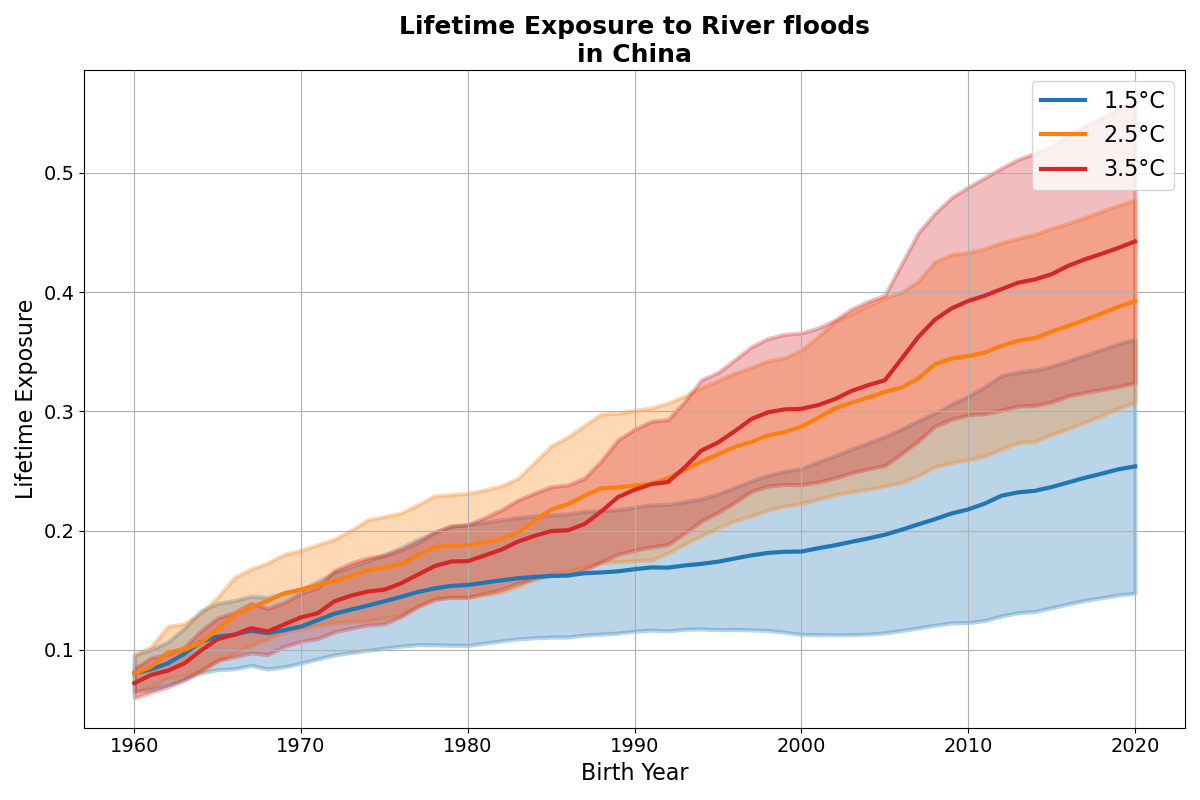 Lifetime Exposure to River floods
in China
1.5°C
2.5°C
3.5°C
Lifetime Exposure
0.5
0.4
0.3
0.2
0.1
1960 1970 1980 1990 2000 2010 2020
Birth Year